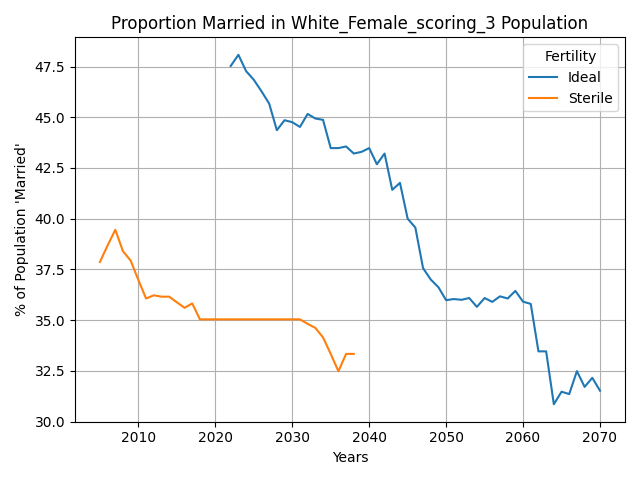 Proportion Married in White_Female_scoring_3 Population
% of Population 'Married'
47.5
45.0
42.5
40.0
37.5
35.0
32.5
30.0
Fertility
Ideal
Sterile
2010 2020 2030 2040 2050 2060 2070
Years